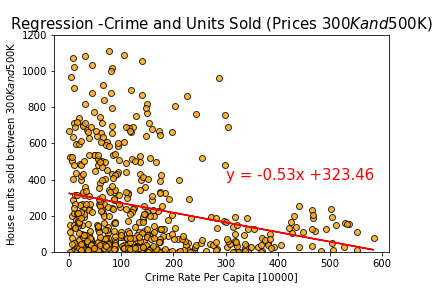 Regression -Crime and Units Sold (Prices 300Kand500K)
House units sold between 300Kand500K
1200
1000
800
600
400
200
0
y = -0.53x +323.46
0 100 200 300 400 500 600
Crime Rate Per Capita [10000]